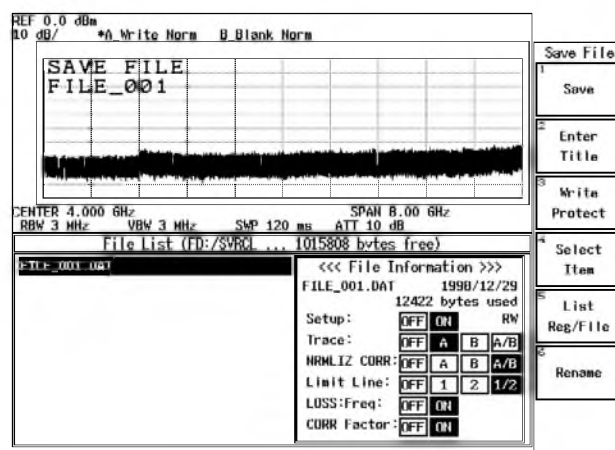 REF 0.0 dBm
10 dB/ *A_Write Norm B_Blank Norm
SAVE FILE
FILE_001
CENTER 4.000 GHz SPAN 8.00 GHz
RBW 3 MHz VBW 3 MHz SWP 120 ms ATT 10 dB
File List (FD:/SVRCL ... 1015808 bytes free)
FILE_001.DAT
<<< File Information >>>
FILE_001.DAT 1998/12/29
12422 bytes used
Setup: OFF ON RW
Trace: OFF A B A/B
NRMLIZ CORR: OFF A B A/B
Limit Line: OFF 1 2 1/2
LOSS:Freq: OFF ON
CORR Factor: OFF ON
Save File
1 Save
2 Enter Title
3 Write Protect
4 Select Item
5 List Reg/File
6 Rename